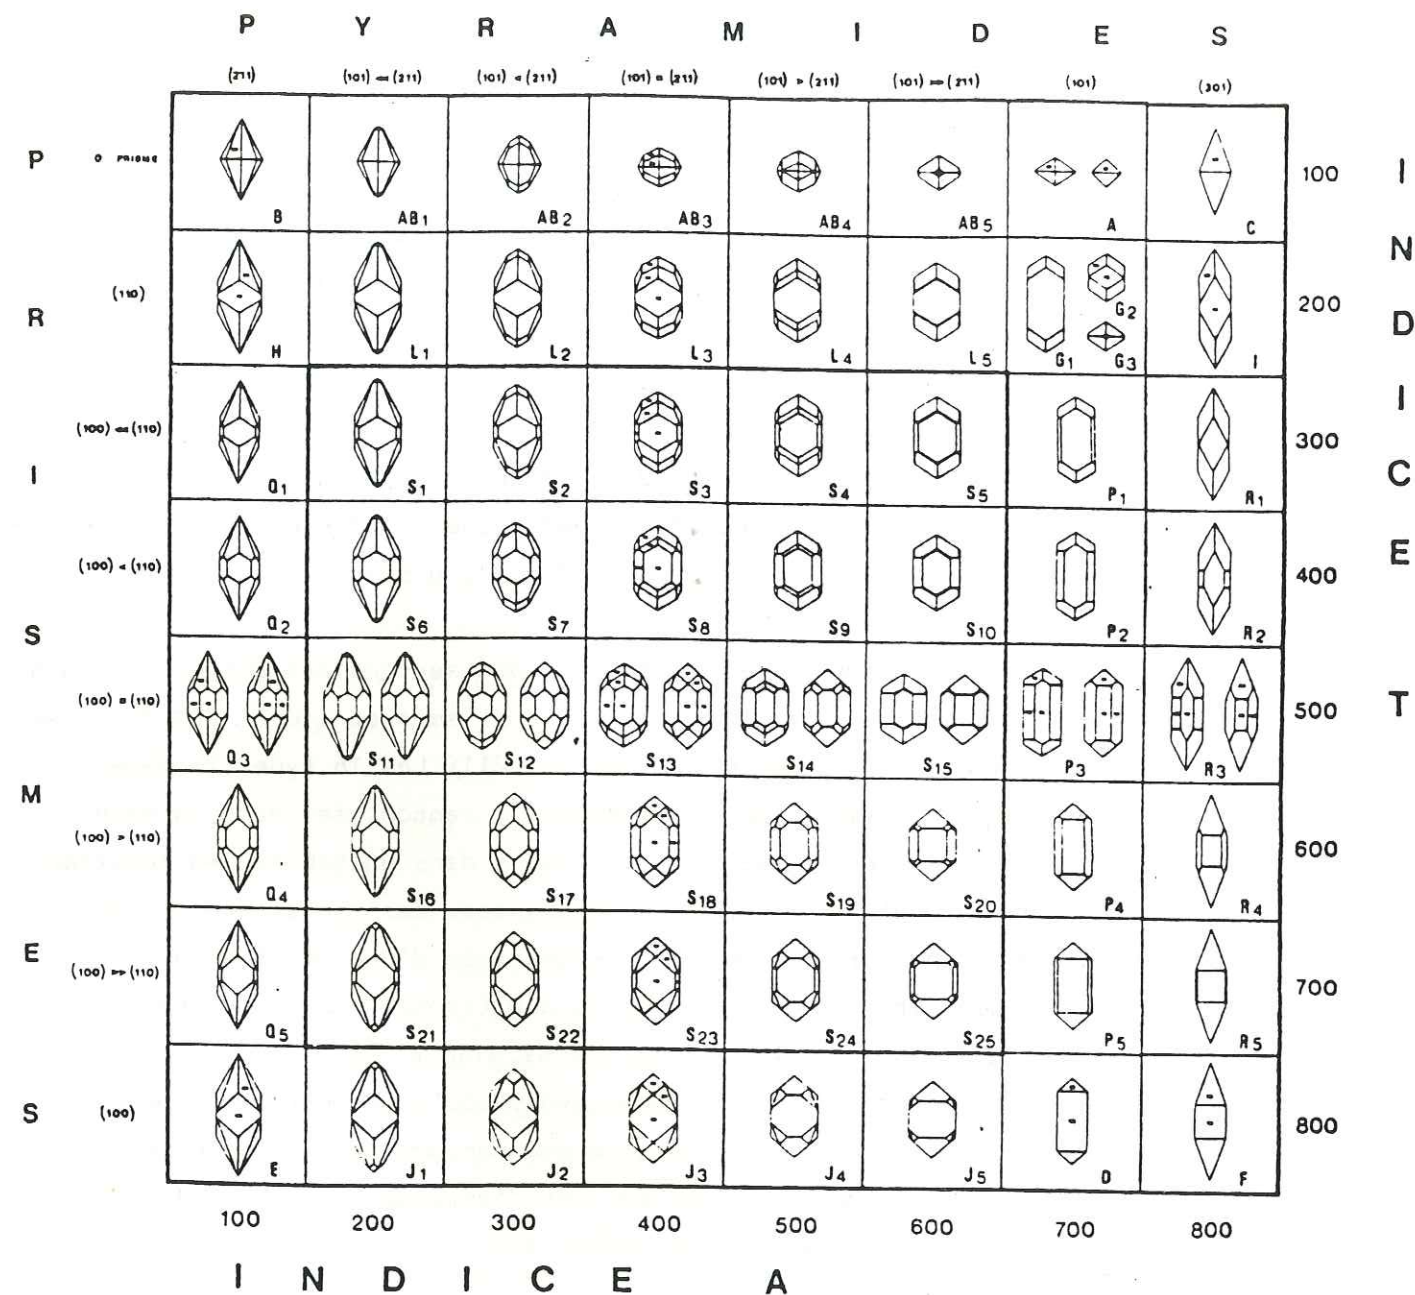 P Y R A M I D E S
(211) (101) << (211) (101) < (211) (101) = (211) (101) > (211) (101) >> (211) (101) (301)
P 0 PRISME 100 I
B AB1 AB2 AB3 AB4 AB5 A C
N
R (110) 200 D
G2
H L1 L2 L3 L4 L5 G1 G3 I
(100) << (110) 300 I
I C
Q1 S1 S2 S3 S4 S5 P1 R1
(100) < (110) 400 E
Q2 S6 S7 S8 S9 S10 P2 R2
S
(100) = (110) 500 T
Q3 S11 S12 S13 S14 S15 P3 R3
M
(100) > (110) 600
Q4 S16 S17 S18 S19 S20 P4 R4
E (100) >> (110) 700
Q5 S21 S22 S23 S24 S25 P5 R5
S (100) 800
E J1 J2 J3 J4 J5 D F
100 200 300 400 500 600 700 800
I N D I C E A